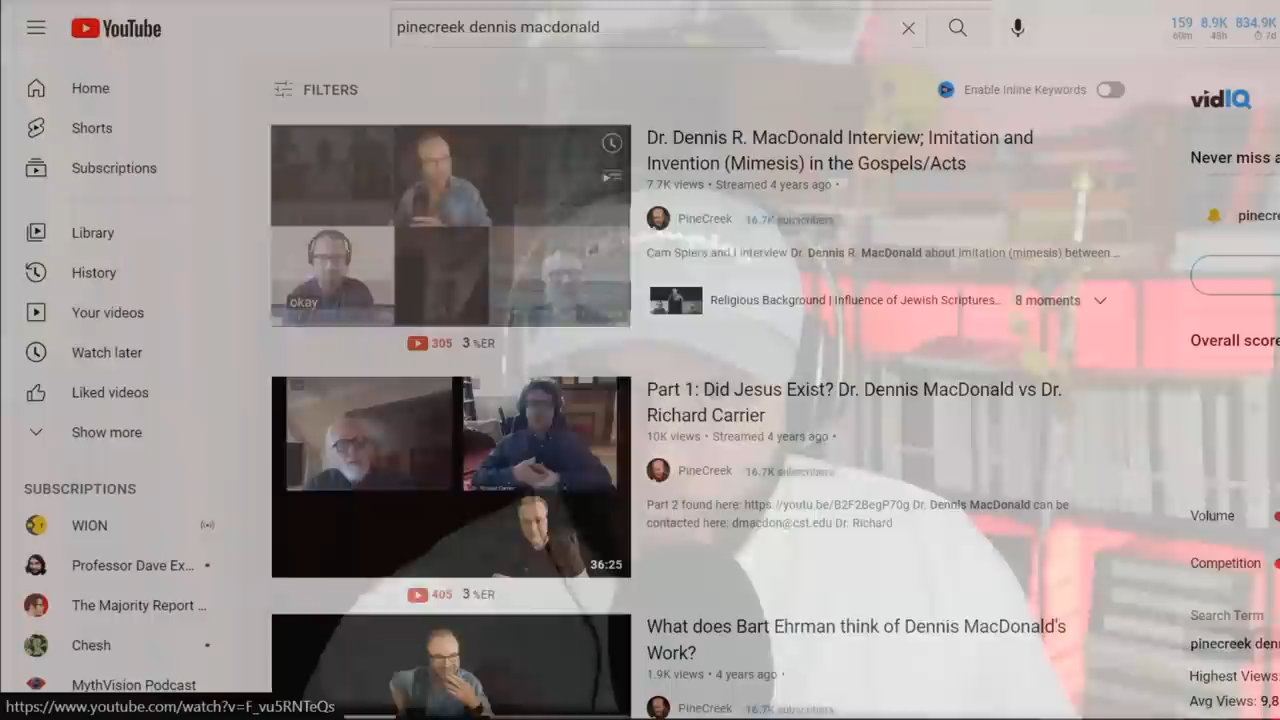 YouTube
pinecreek dennis macdonald
159 8.9K 834.9K
60m 48h 7d
Home
Shorts
Subscriptions
Library
History
Your videos
Watch later
Liked videos
Show more
SUBSCRIPTIONS
WION
Professor Dave Ex...
The Majority Report ...
Chesh
MythVision Podcast
https://www.youtube.com/watch?v=F_vu5RNTeQs
FILTERS
Enable Inline Keywords
okay
305 3 %ER
Dr. Dennis R. MacDonald Interview; Imitation and
Invention (Mimesis) in the Gospels/Acts
7.7K views • Streamed 4 years ago •
PineCreek 16.7K subscribers
Cam Spiers and I interview Dr. Dennis R. MacDonald about imitation (mimesis) between ...
Religious Background | Influence of Jewish Scriptures... 8 moments
36:25
405 3 %ER
Part 1: Did Jesus Exist? Dr. Dennis MacDonald vs Dr.
Richard Carrier
10K views • Streamed 4 years ago •
PineCreek 16.7K subscribers
Part 2 found here: https://youtu.be/B2F2BegP70g Dr. Dennis MacDonald can be
contacted here: dmacdon@cst.edu Dr. Richard
What does Bart Ehrman think of Dennis MacDonald's
Work?
1.9K views • 4 years ago •
PineCreek 16.7K subscribers
vidIQ
Never miss a
pinecre
Overall score
Volume
Competition
Search Term
pinecreek den
Highest Views:
Avg Views: 9,8